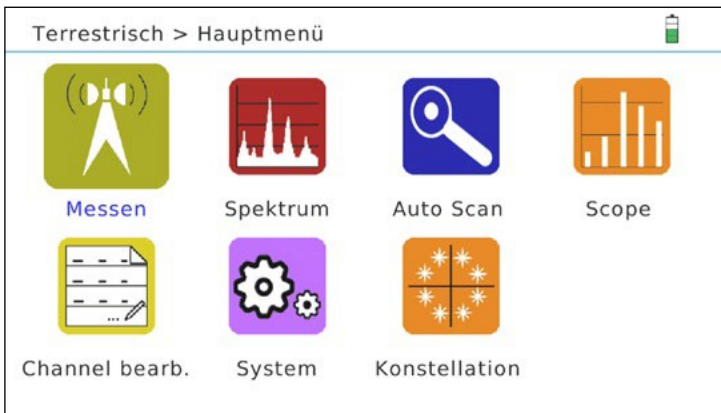 Terrestrisch > Hauptmenü
Messen Spektrum Auto Scan Scope
Channel bearb. System Konstellation